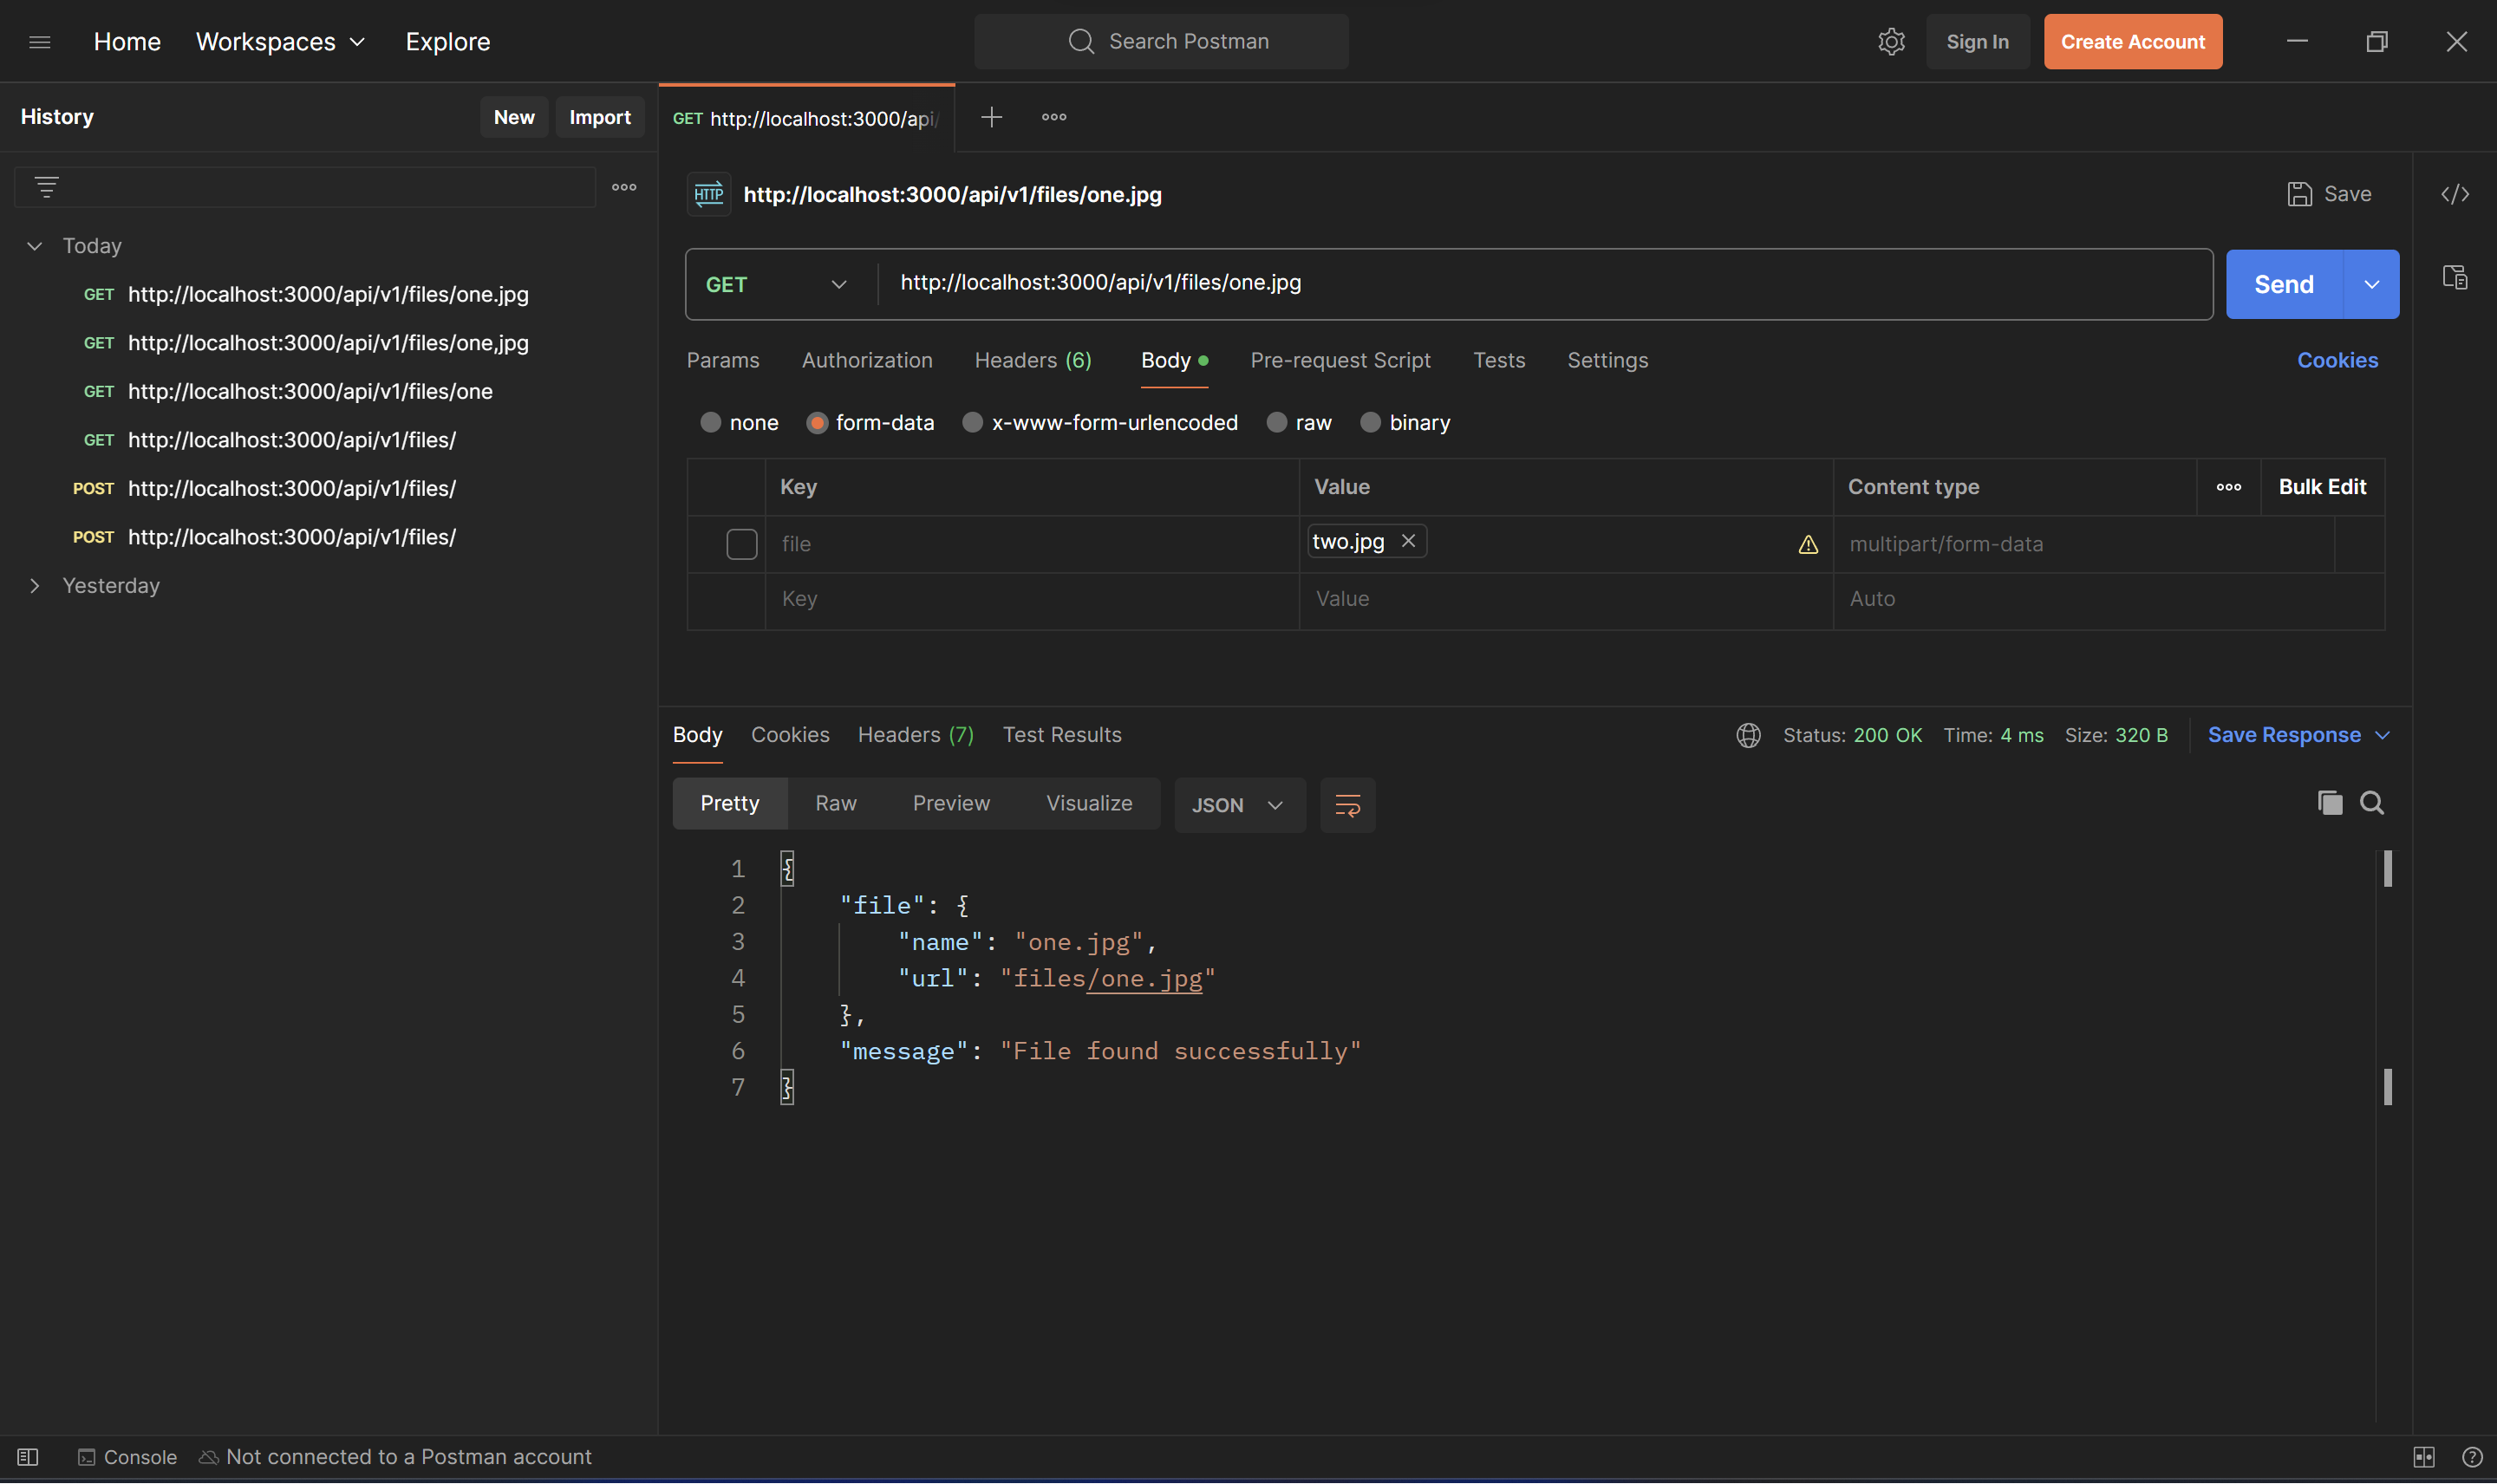 Home Workspaces Explore Search Postman Sign In Create Account
History New Import
GET http://localhost:3000/api/
HTTP http://localhost:3000/api/v1/files/one.jpg Save
Today
GET http://localhost:3000/api/v1/files/one.jpg
GET http://localhost:3000/api/v1/files/one,jpg
GET http://localhost:3000/api/v1/files/one
GET http://localhost:3000/api/v1/files/
POST http://localhost:3000/api/v1/files/
POST http://localhost:3000/api/v1/files/
Yesterday
GET http://localhost:3000/api/v1/files/one.jpg Send
Params Authorization Headers (6) Body Pre-request Script Tests Settings Cookies
none form-data x-www-form-urlencoded raw binary
Key Value Content type Bulk Edit
file two.jpg multipart/form-data
Key Value Auto
Body Cookies Headers (7) Test Results Status: 200 OK Time: 4 ms Size: 320 B Save Response
Pretty Raw Preview Visualize JSON
1 {
2 "file": {
3 "name": "one.jpg",
4 "url": "files/one.jpg"
5 },
6 "message": "File found successfully"
7 }
Console Not connected to a Postman account